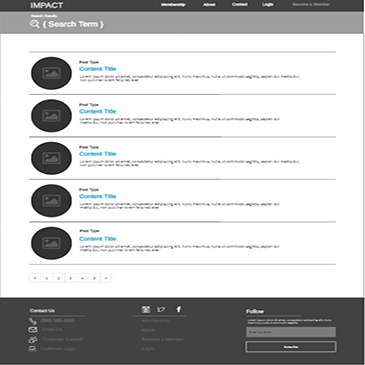 IMPACT
Membership About Contact Login Become a Member
Search Results
{ Search Term }
Post Type
Content Title
Lorem ipsum dolor sit amet, consectetur adipiscing elit. Nunc maximus, nulla ut commodo sagittis, sapien dui
mattis dui, non pulvinar lorem felis nec erat
Post Type
Content Title
Lorem ipsum dolor sit amet, consectetur adipiscing elit. Nunc maximus, nulla ut commodo sagittis, sapien dui
mattis dui, non pulvinar lorem felis nec erat
Post Type
Content Title
Lorem ipsum dolor sit amet, consectetur adipiscing elit. Nunc maximus, nulla ut commodo sagittis, sapien dui
mattis dui, non pulvinar lorem felis nec erat
Post Type
Content Title
Lorem ipsum dolor sit amet, consectetur adipiscing elit. Nunc maximus, nulla ut commodo sagittis, sapien dui
mattis dui, non pulvinar lorem felis nec erat
Post Type
Content Title
Lorem ipsum dolor sit amet, consectetur adipiscing elit. Nunc maximus, nulla ut commodo sagittis, sapien dui
mattis dui, non pulvinar lorem felis nec erat
« 1 2 3 4 5 »
Contact Us
Email Us
Customer Support
Customer Login
Membership
About
Become a Member
Login
Follow
Lorem ipsum dolor sit amet, consectetur adipiscing elit.
Nunc maximus, nulla ut commodo sagittis,
Enter your email
Subscribe